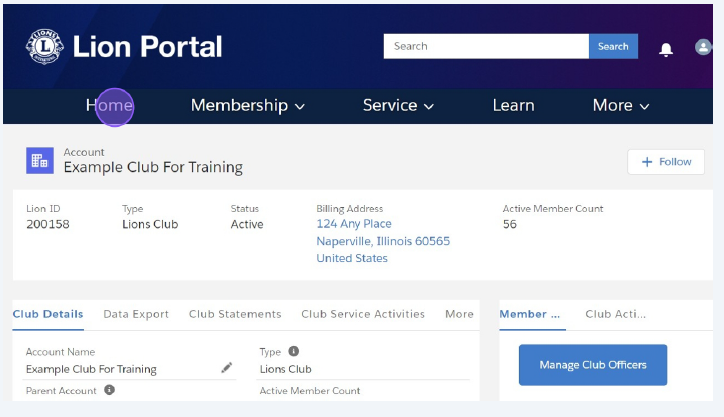 Lion Portal
Search
Search
Home
Membership
Service
Learn
More
Account
Example Club For Training
Follow
Lion ID
200158
Type
Lions Club
Status
Active
Billing Address
124 Any Place
Naperville, Illinois 60565
United States
Active Member Count
56
Club Details
Data Export
Club Statements
Club Service Activities
More
Member ...
Club Acti...
Account Name
Example Club For Training
Type
Lions Club
Parent Account
Active Member Count
Manage Club Officers